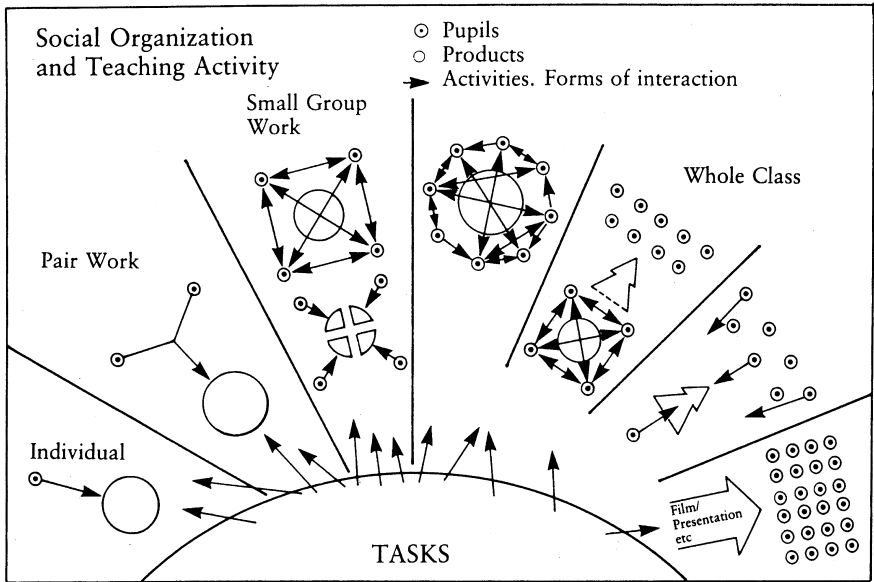 Social Organization
and Teaching Activity
Pupils
Products
Activities. Forms of interaction
Small Group
Work
Whole Class
Pair Work
Individual
Film/
Presentation
etc
TASKS